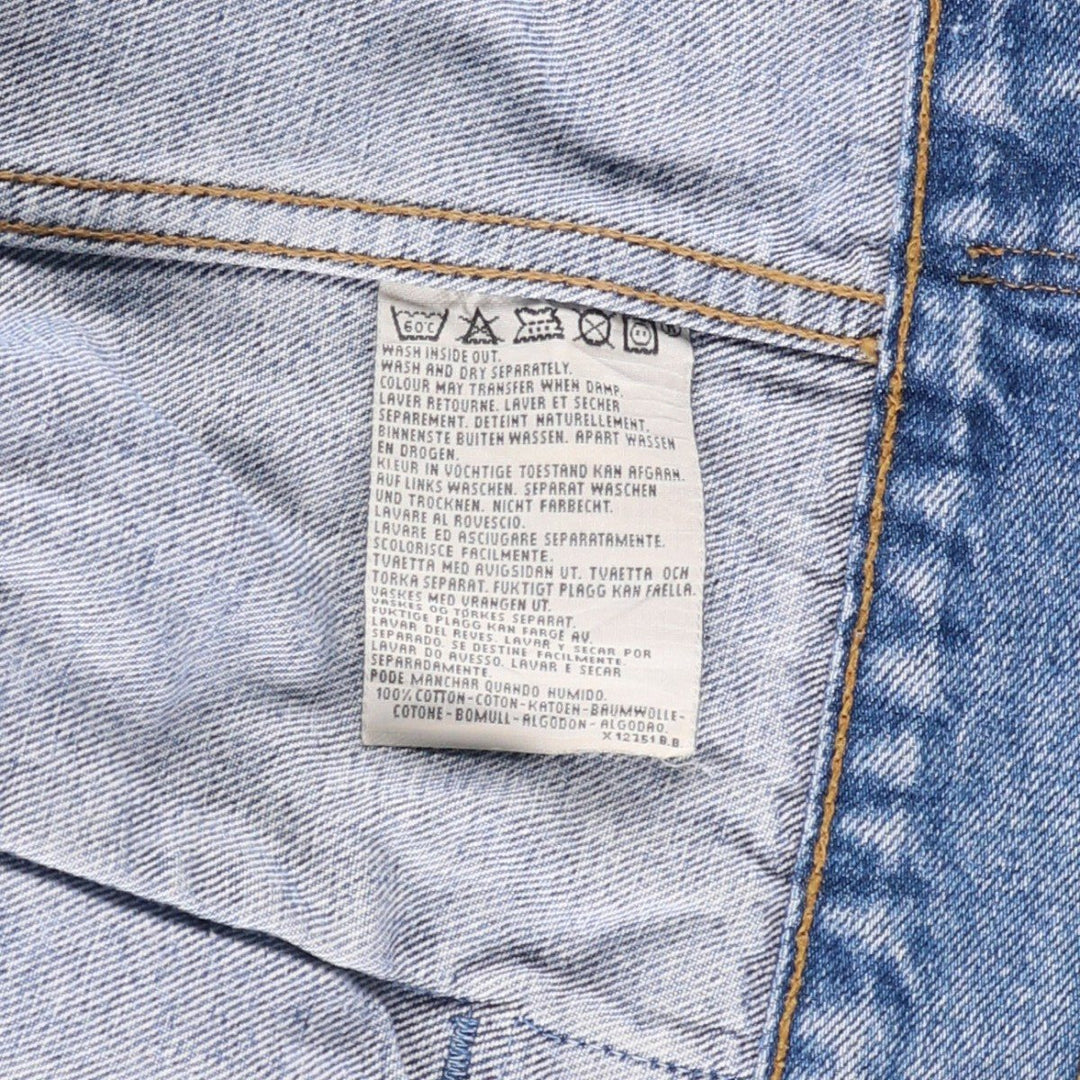 60°C
®
WASH INSIDE OUT.
WASH AND DRY SEPARATELY.
COLOUR MAY TRANSFER WHEN DAMP.
LAVER RETOURNE. LAVER ET SECHER
SEPAREMENT. DETEINT NATURELLEMENT.
BINNENSTE BUITEN WASSEN. APART WASSEN
EN DROGEN.
KLEUR IN VOCHTIGE TOESTAND KAN AFGAAN.
AUF LINKS WASCHEN. SEPARAT WASCHEN
UND TROCKNEN. NICHT FARBECHT.
LAVARE AL ROVESCIO.
LAVARE ED ASCIUGARE SEPARATAMENTE.
SCOLORISCE FACILMENTE.
TVAETTA MED AVIGSIDAN UT. TVAETTA OCH
TORKA SEPARAT. FUKTIGT PLAGG KAN FAELLA.
VASKES MED VRANGEN UT.
VASKES OG TORKES SEPARAT.
FUKTIGE PLAGG KAN FARGE AV.
LAVAR DEL REVES. LAVAR Y SECAR POR
SEPARADO. SE DESTINE FACILMENTE.
LAVAR DO AVESSO. LAVAR E SECAR
SEPARADAMENTE.
PODE MANCHAR QUANDO HUMIDO.
100% COTTON-COTON-KATOEN-BAUMWOLLE-
COTONE-BOMULL-ALGODON-ALGODAO.
X 12751 B.B.